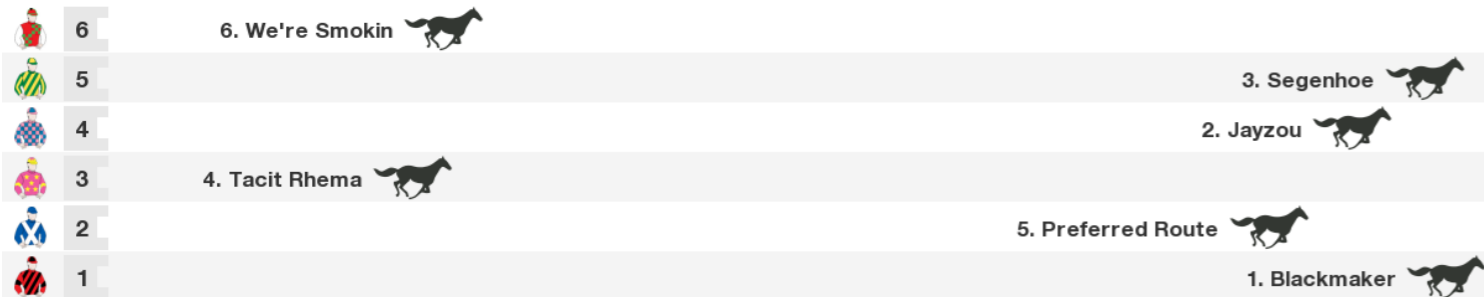 6 6. We're Smokin
5 3. Segenhoe
4 2. Jayzou
3 4. Tacit Rhema
2 5. Preferred Route
1 1. Blackmaker